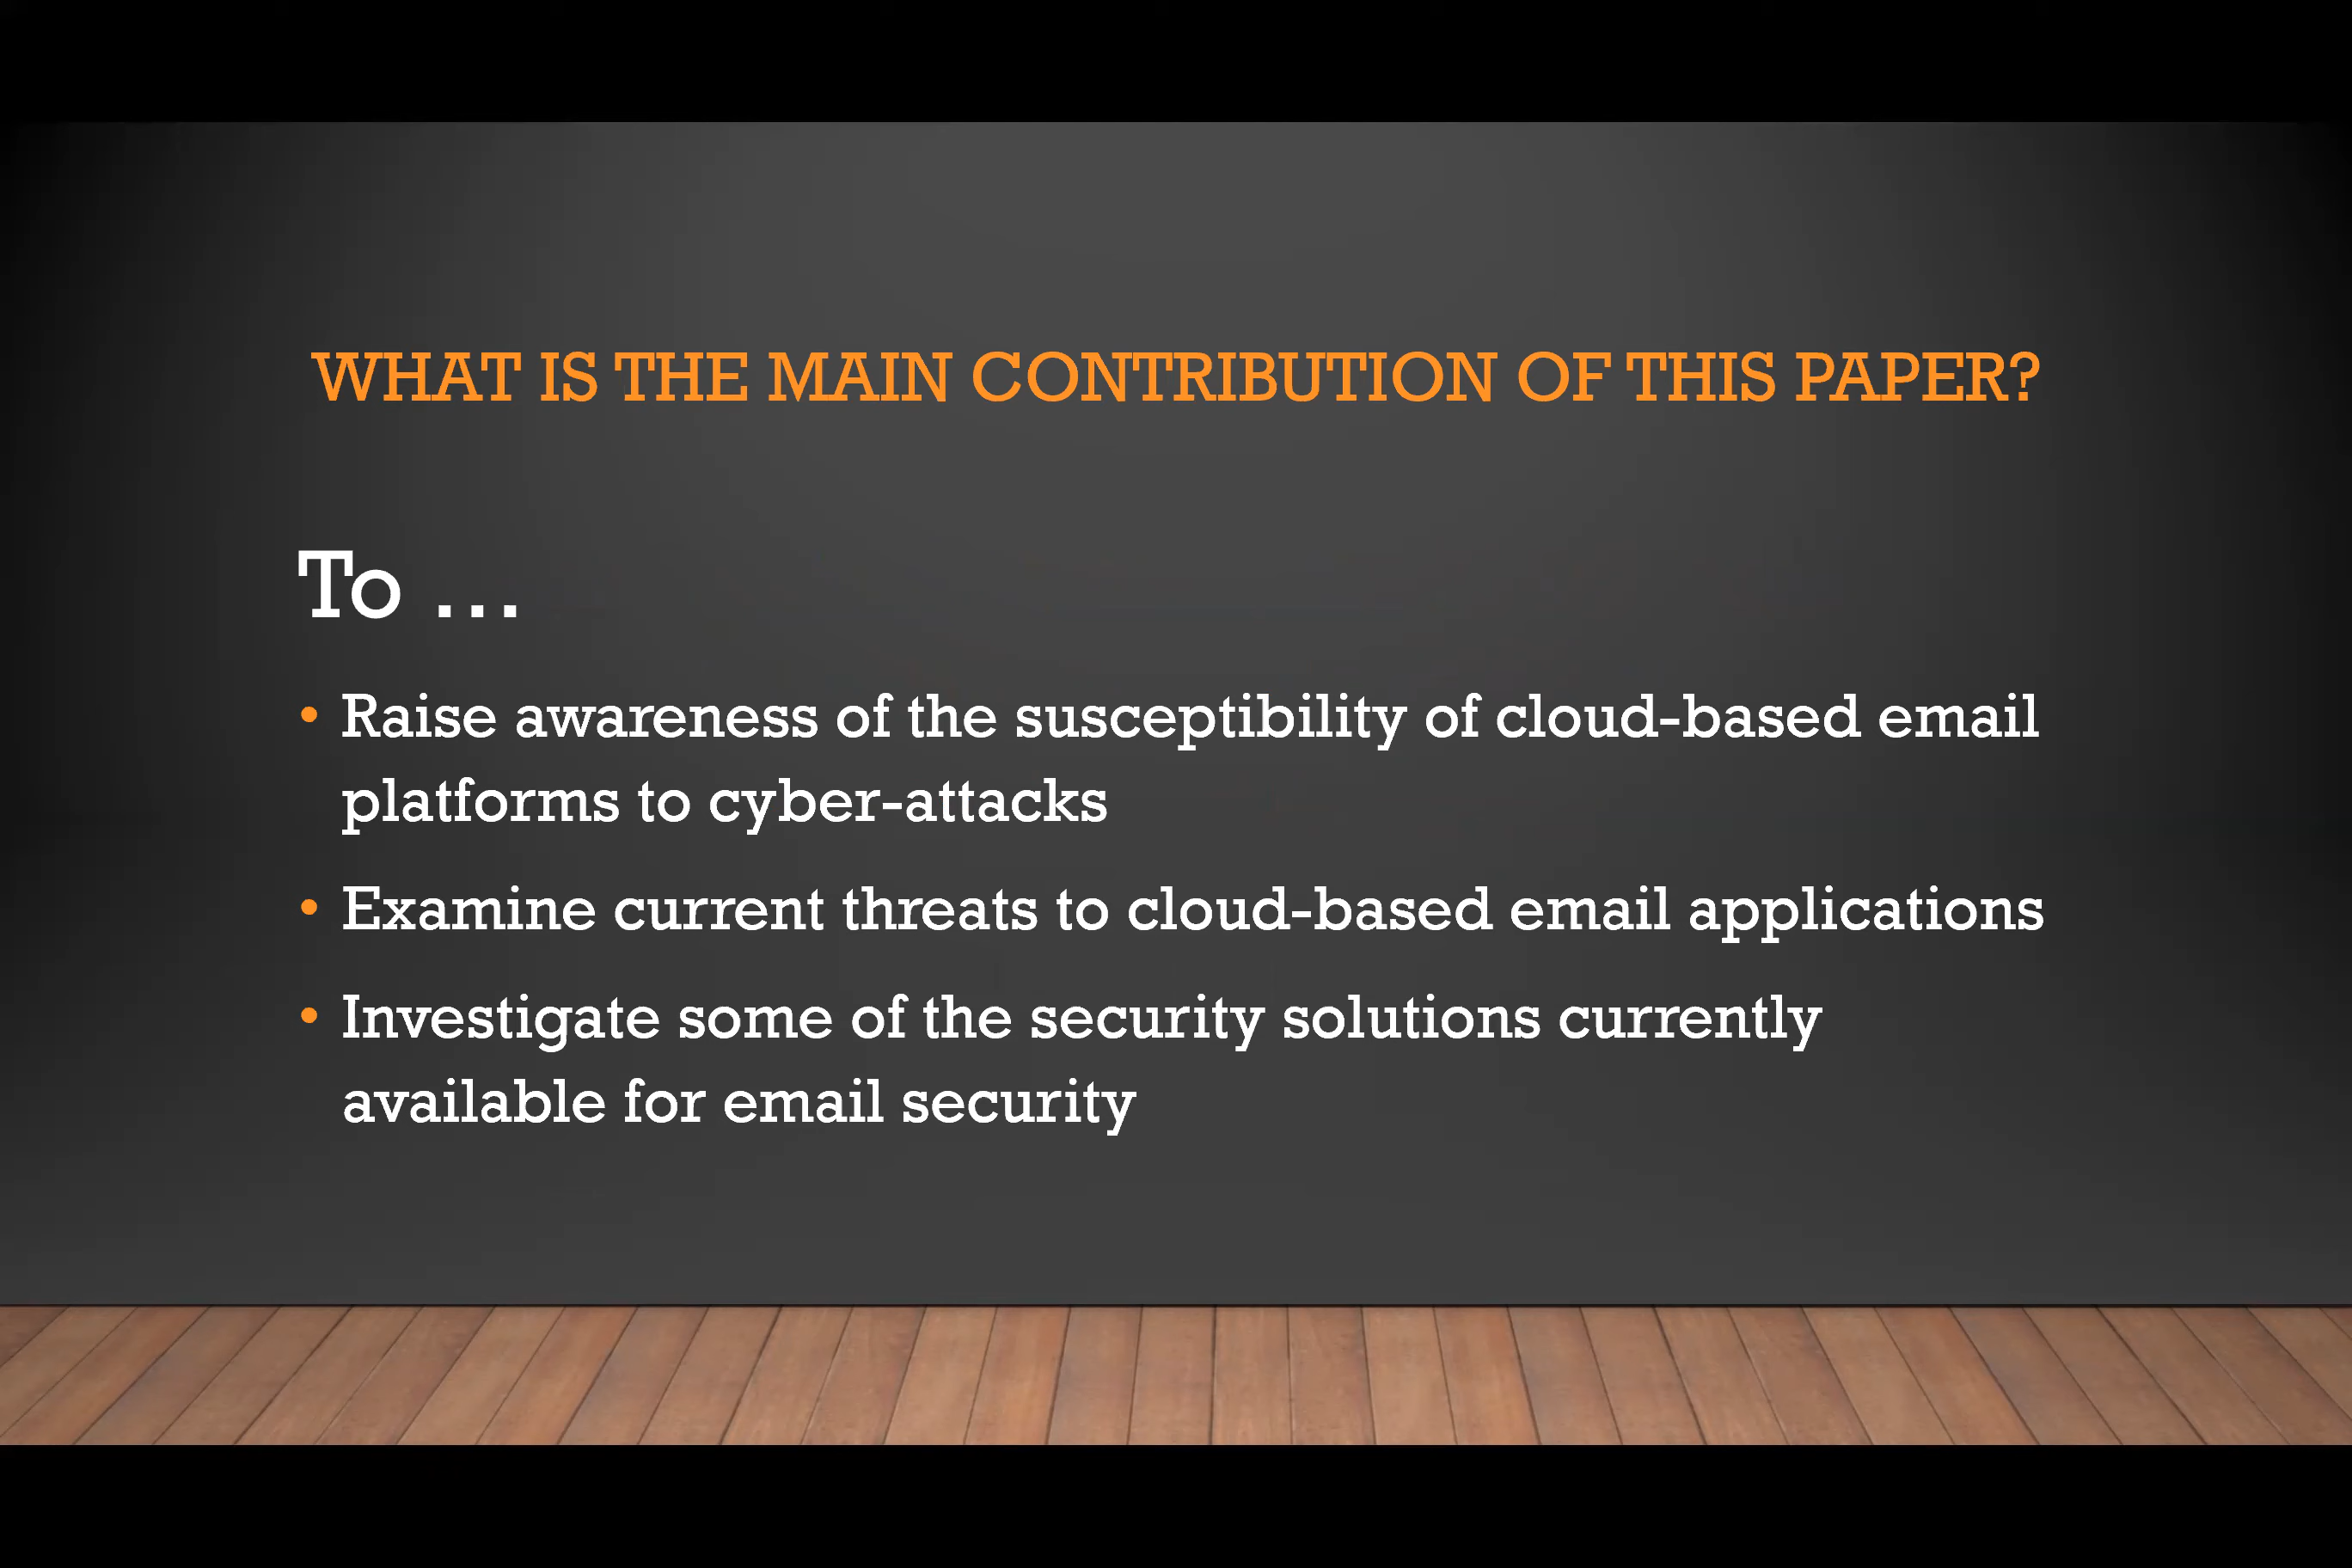 WHAT IS THE MAIN CONTRIBUTION OF THIS PAPER?
To ...
• Raise awareness of the susceptibility of cloud-based email
platforms to cyber-attacks
• Examine current threats to cloud-based email applications
• Investigate some of the security solutions currently
available for email security